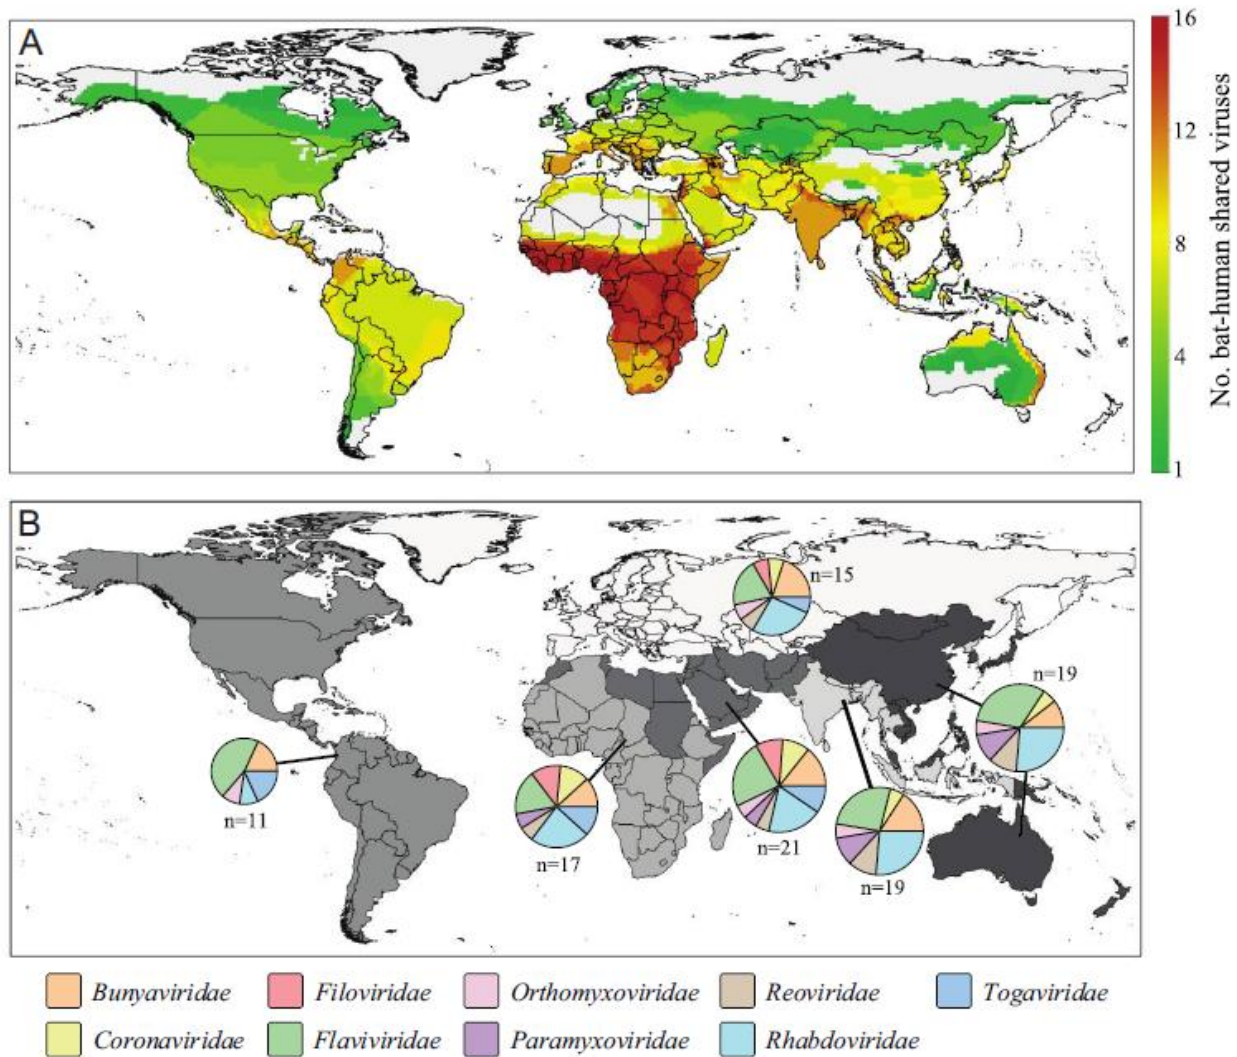 A
16
12
8
4
1
No. bat-human shared viruses
B
n=15
n=19
n=11
n=17
n=21
n=19
Bunyaviridae
Filoviridae
Orthomyxoviridae
Reoviridae
Togaviridae
Coronaviridae
Flaviviridae
Paramyxoviridae
Rhabdoviridae